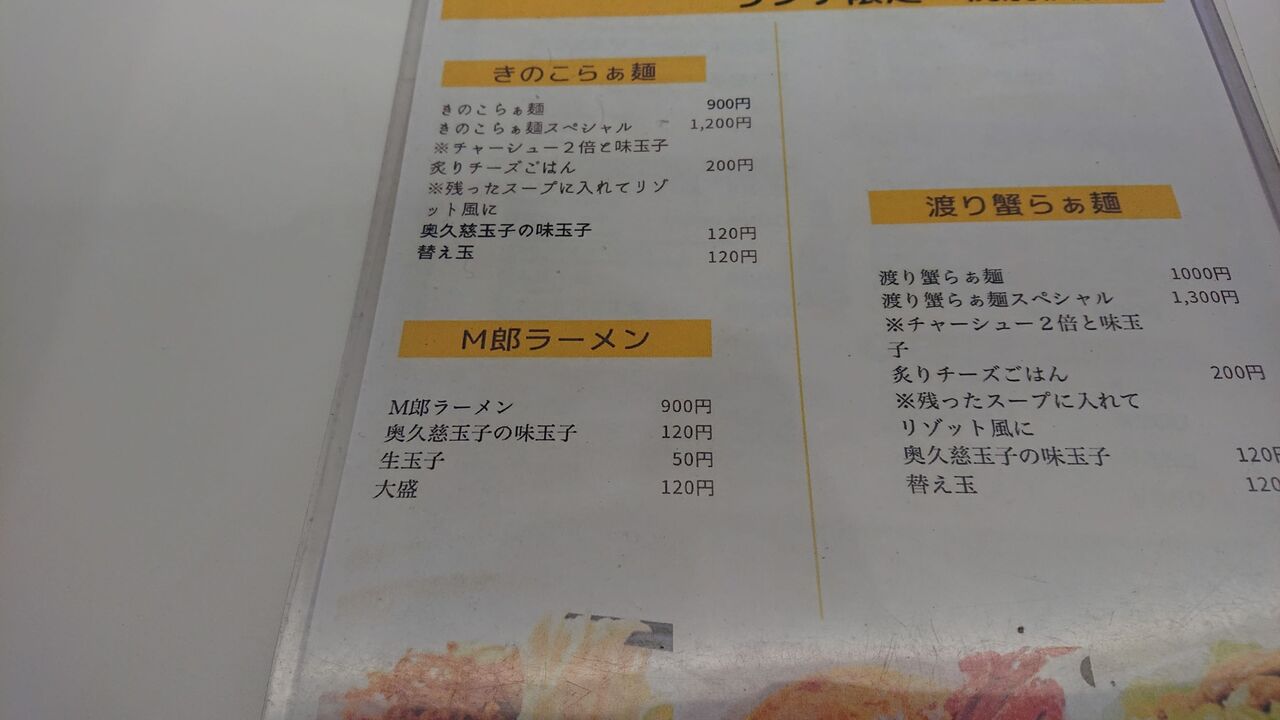 きのこらぁ麺
きのこらぁ麺 900円
きのこらぁ麺スペシャル 1,200円
※チャーシュー２倍と味玉子
炙りチーズごはん 200円
※残ったスープに入れてリゾ
ット風に
奥久慈玉子の味玉子 120円
替え玉 120円
M郎ラーメン
M郎ラーメン 900円
奥久慈玉子の味玉子 120円
生玉子 50円
大盛 120円
渡り蟹らぁ麺
渡り蟹らぁ麺 1000円
渡り蟹らぁ麺スペシャル 1,300円
※チャーシュー２倍と味玉
子
炙りチーズごはん 200円
※残ったスープに入れて
リゾット風に
奥久慈玉子の味玉子 120円
替え玉 120